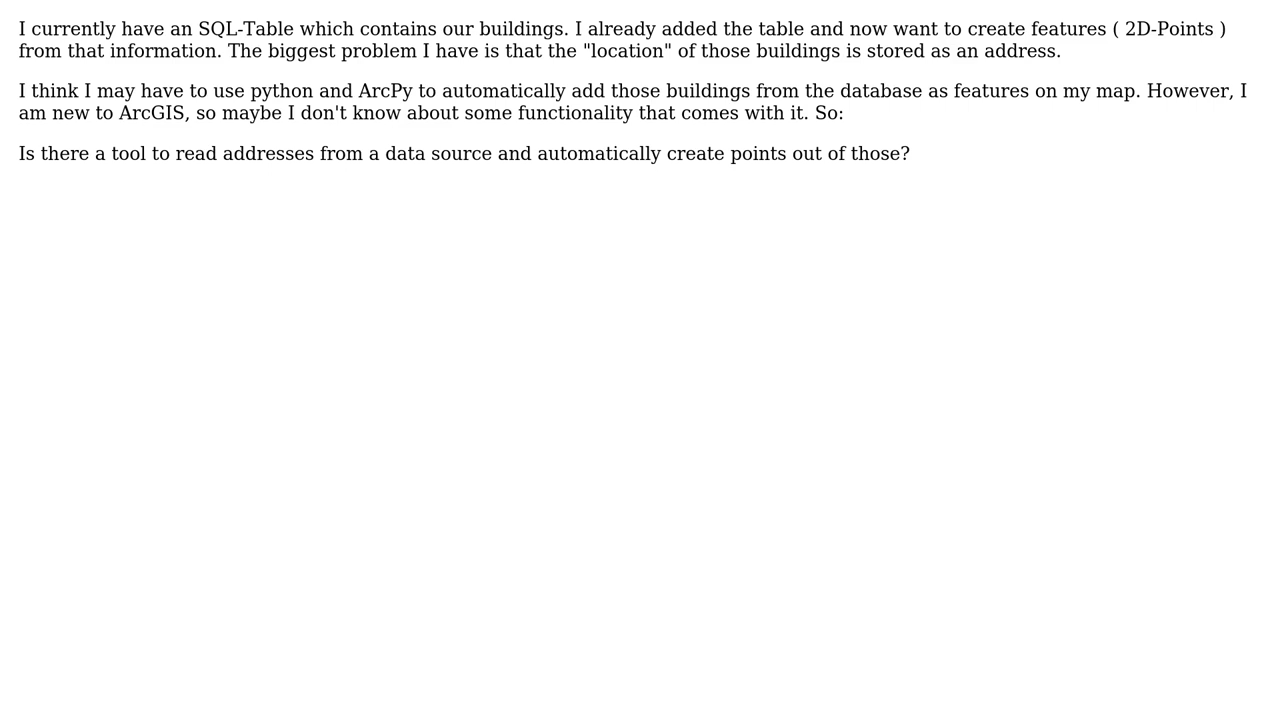 I currently have an SQL-Table which contains our buildings. I already added the table and now want to create features ( 2D-Points )
from that information. The biggest problem I have is that the "location" of those buildings is stored as an address.
I think I may have to use python and ArcPy to automatically add those buildings from the database as features on my map. However, I
am new to ArcGIS, so maybe I don't know about some functionality that comes with it. So:
Is there a tool to read addresses from a data source and automatically create points out of those?